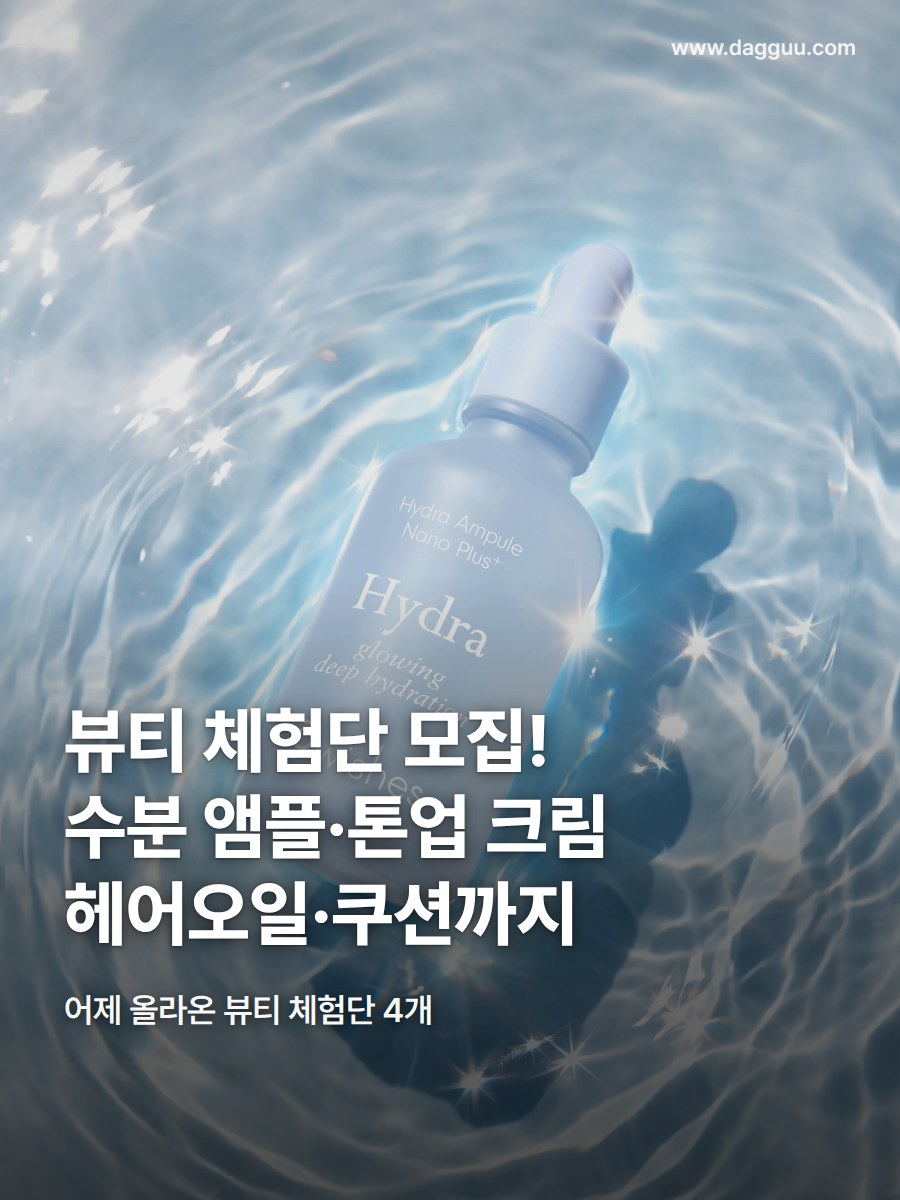 www.dagguu.com
Hydra Ampule
Nano Plus+
Hydra
glowing
deep hydration
뷰티 체험단 모집!
수분 앰플·톤업 크림
헤어오일·쿠션까지
어제 올라온 뷰티 체험단 4개